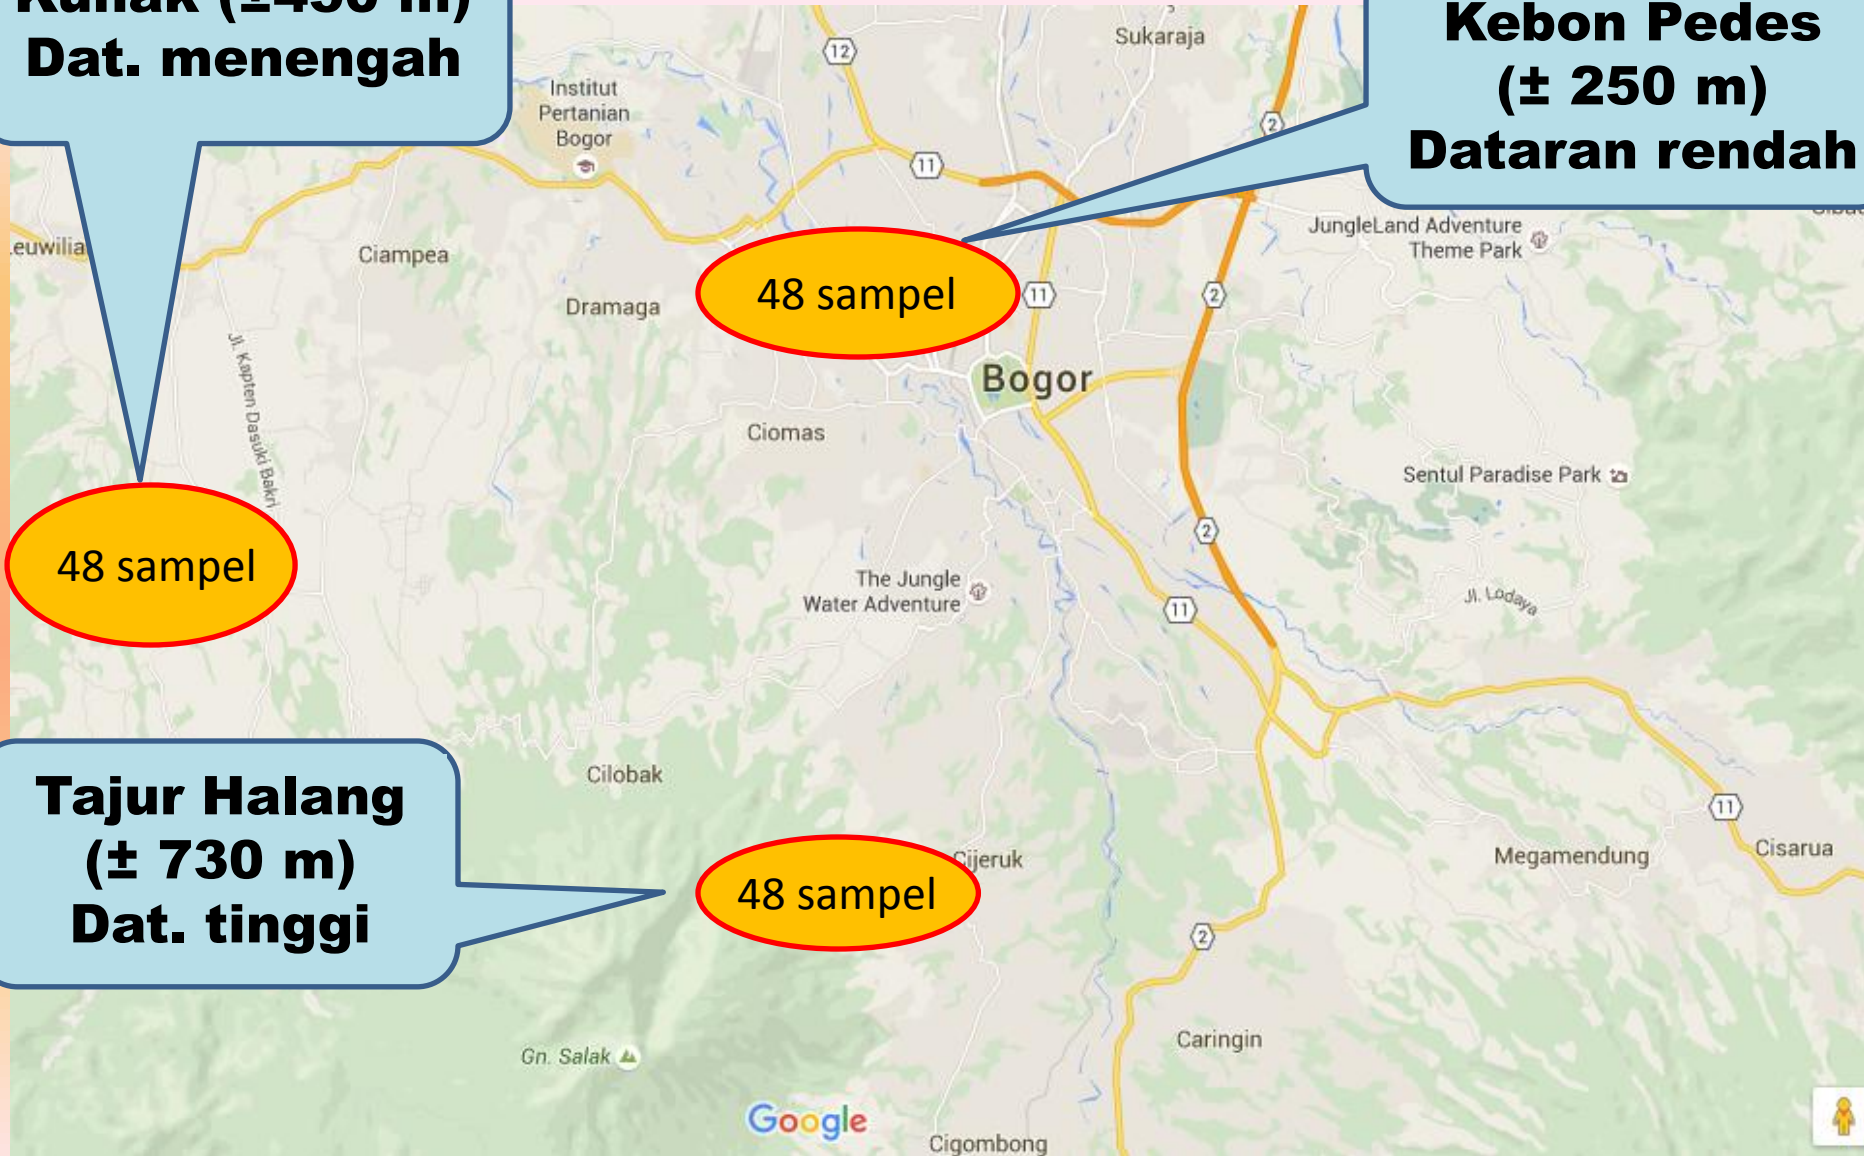 Kunak (±450 m)
Dat. menengah
Kebon Pedes
(± 250 m)
Dataran rendah
Sukaraja
12
Institut
Pertanian
Bogor
2
11
JungleLand Adventure
Theme Park
Ciampea
Dramaga
48 sampel
11
2
Jl. Kapten Dasuki Bakri
Bogor
Ciomas
Sentul Paradise Park
2
48 sampel
The Jungle
Water Adventure
11
Jl. Lodaya
Tajur Halang
(± 730 m)
Dat. tinggi
Cilobak
11
Megamendung
Cisarua
Cijeruk
48 sampel
2
Caringin
Gn. Salak
Google
Cigombong